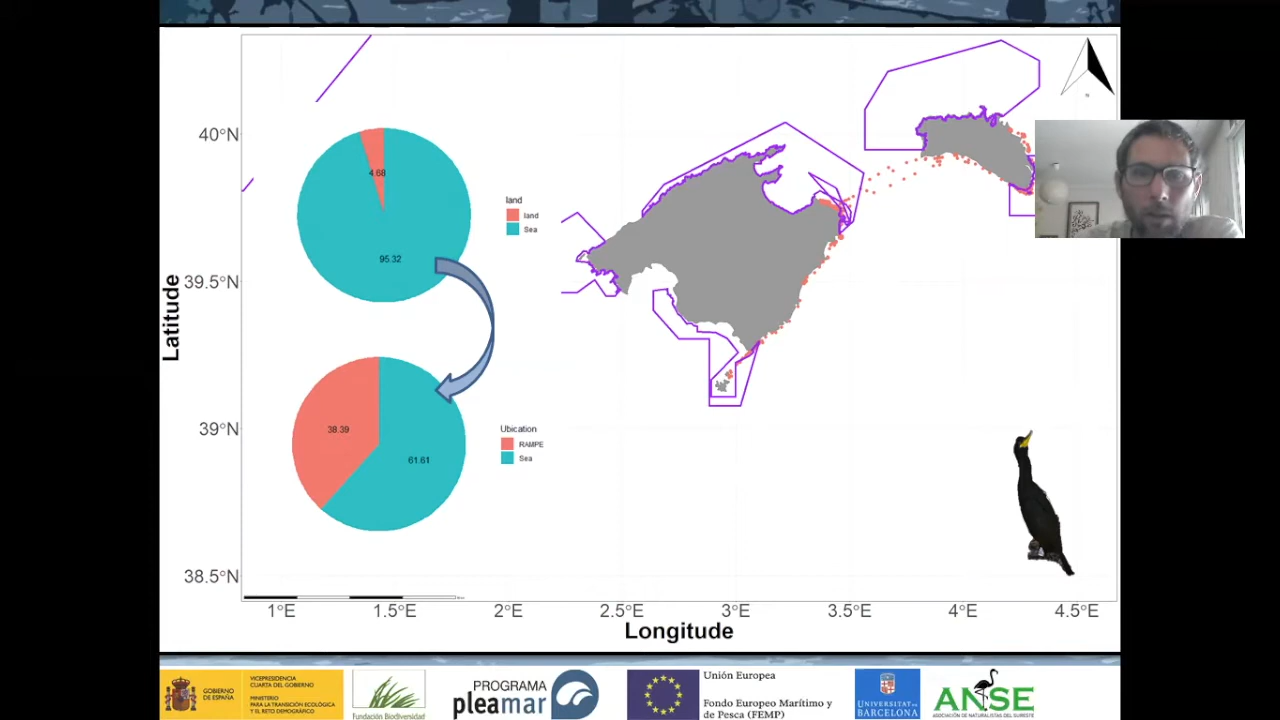 40°N
39.5°N
39°N
38.5°N
Latitude
1°E
1.5°E
2°E
2.5°E
3°E
3.5°E
4°E
4.5°E
Longitude
N
4.68
95.32
land
land
Sea
38.39
61.61
Ubication
RAMPE
Sea
GOBIERNO
DE ESPAÑA
VICEPRESIDENCIA
CUARTA DEL GOBIERNO
MINISTERIO
PARA LA TRANSICIÓN ECOLÓGICA
Y EL RETO DEMOGRÁFICO
Fundación Biodiversidad
PROGRAMA
pleamar
Unión Europea
Fondo Europeo Marítimo y
de Pesca (FEMP)
UNIVERSITAT DE
BARCELONA
ANSE
ASOCIACIÓN DE NATURALISTAS DEL SURESTE